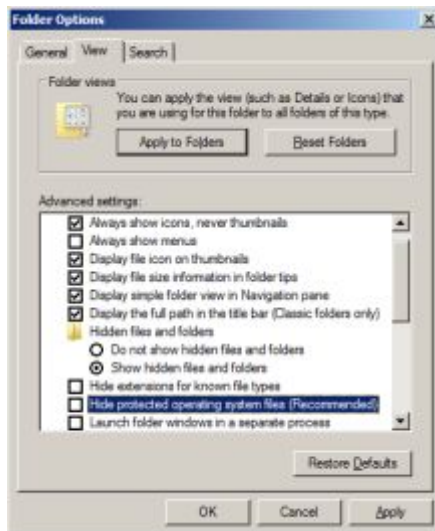 Folder Options
General View Search
Folder views
You can apply the view (such as Details or Icons) that
you are using for this folder to all folders of this type.
Apply to Folders Reset Folders
Advanced settings:
Always show icons, never thumbnails
Always show menus
Display file icon on thumbnails
Display file size information in folder tips
Display simple folder view in Navigation pane
Display the full path in the title bar (Classic folders only)
Hidden files and folders
Do not show hidden files and folders
Show hidden files and folders
Hide extensions for known file types
Hide protected operating system files (Recommended)
Launch folder windows in a separate process
Restore Defaults
OK Cancel Apply